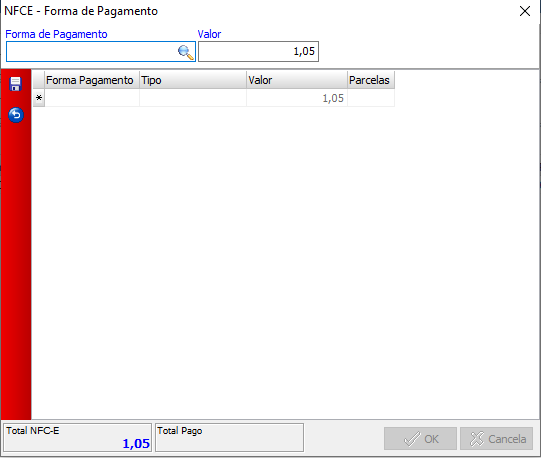 NFCE - Forma de Pagamento
Forma de Pagamento Valor
1,05
Forma Pagamento Tipo Valor Parcelas
* 1,05
Total NFC-E Total Pago
1,05
OK Cancela